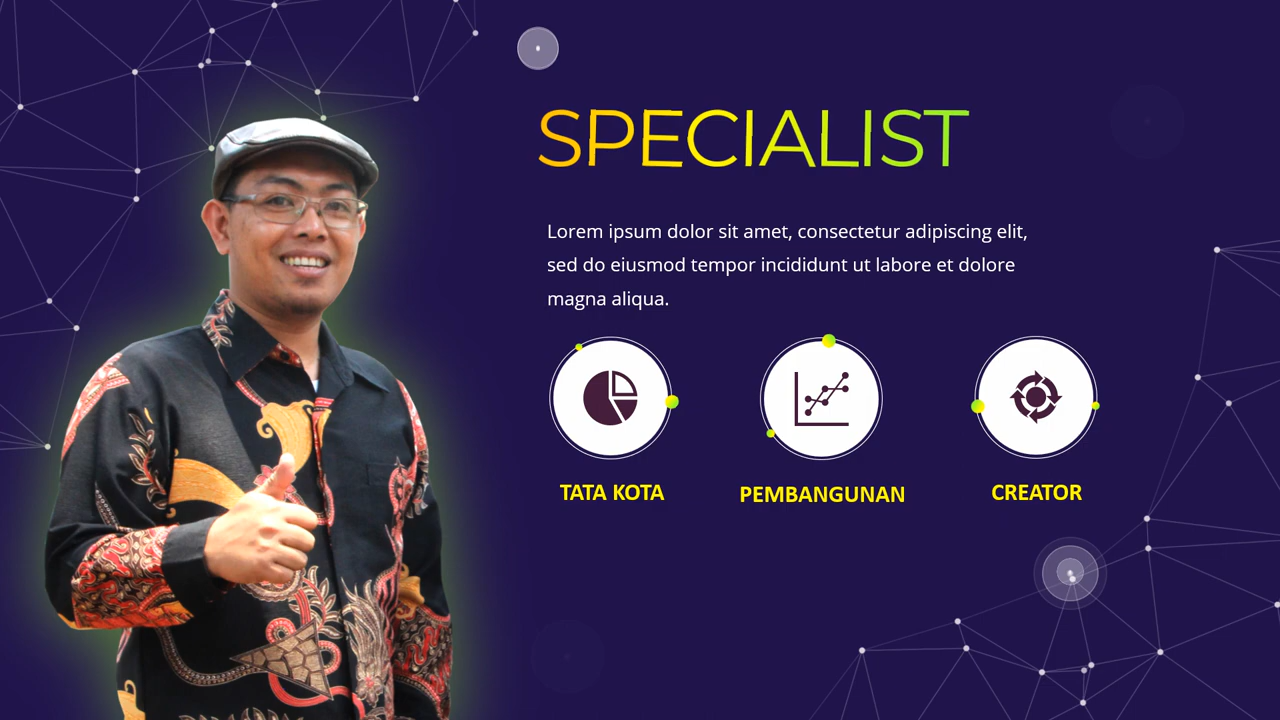 SPECIALIST
Lorem ipsum dolor sit amet, consectetur adipiscing elit,
sed do eiusmod tempor incididunt ut labore et dolore
magna aliqua.
TATA KOTA
PEMBANGUNAN
CREATOR